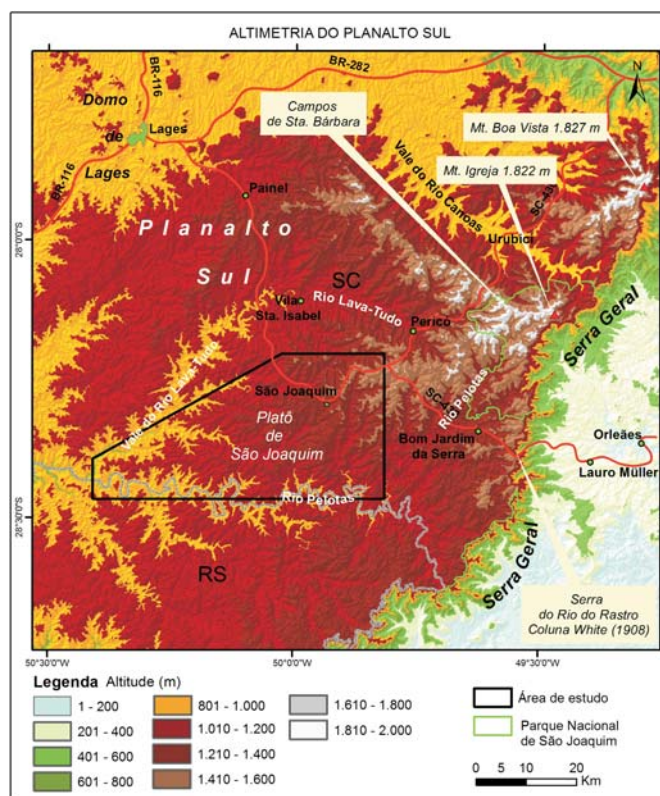 ALTIMETRIA DO PLANALTO SUL
BR-116
BR-282
N
Domo
de
Lages
Lages
Campos
de Sta. Bárbara
Mt. Boa Vista 1.827 m
Mt. Igreja 1.822 m
BR-116
Vale do Rio Canoas
SC-430
Painel
Urubici
28°0'0"S
Planalto
Sul
SC
Vila
Sta. Isabel
Rio Lava-Tudo
Pericó
Serra Geral
Vale do Rio Lava-Tudo
São Joaquim
SC-43
Rio Pelotas
Platô
de
São Joaquim
Bom Jardim
da Serra
Orleães
Lauro Müller
Rio Pelotas
28°30'0"S
RS
Serra Geral
Serra
do Rio do Rastro
Coluna White (1908)
50°30'0"W
50°0'0"W
49°30'0"W
Legenda Altitude (m)
1 - 200
201 - 400
401 - 600
601 - 800
801 - 1.000
1.010 - 1.200
1.210 - 1.400
1.410 - 1.600
1.610 - 1.800
1.810 - 2.000
Área de estudo
Parque Nacional
de São Joaquim
0 5 10 20
Km